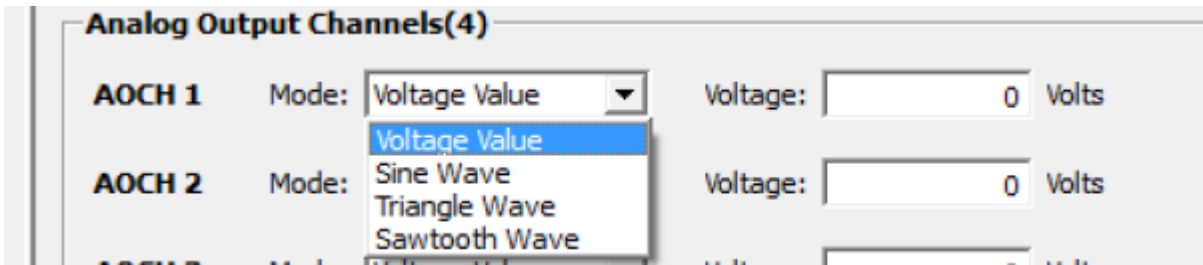 Analog Output Channels(4)
AOCH 1 Mode: Voltage Value Voltage: 0 Volts
Voltage Value
AOCH 2 Mode: Sine Wave Voltage: 0 Volts
Triangle Wave
Sawtooth Wave